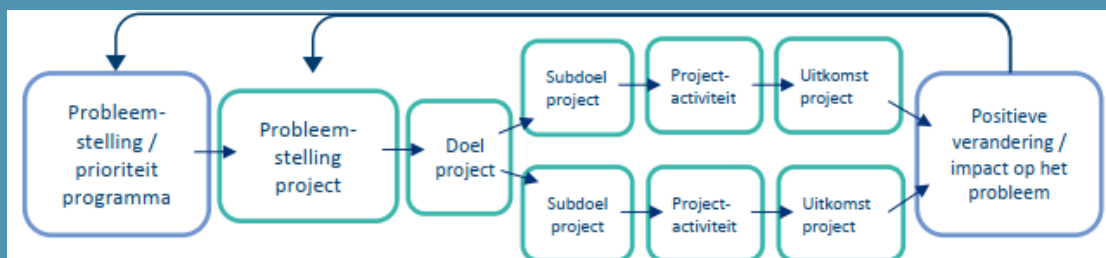 Probleem-
stelling /
prioriteit
programma
Probleem-
stelling
project
Doel
project
Subdoel
project
Project-
activiteit
Uitkomst
project
Subdoel
project
Project-
activiteit
Uitkomst
project
Positieve
verandering /
impact op het
probleem